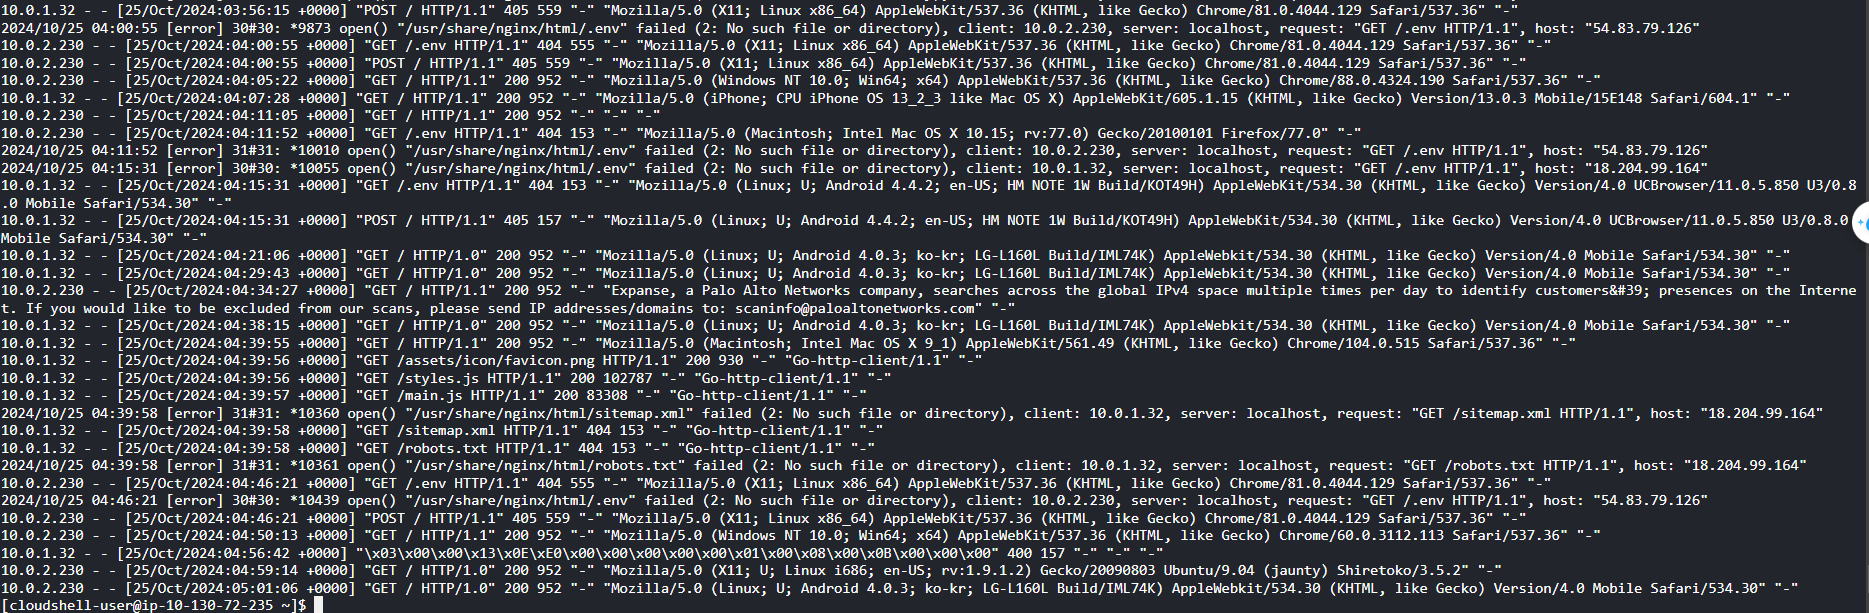 10.0.1.32 - - [25/Oct/2024:03:56:15 +0000] "POST / HTTP/1.1" 405 559 "-" "Mozilla/5.0 (X11; Linux x86_64) AppleWebKit/537.36 (KHTML, like Gecko) Chrome/81.0.4044.129 Safari/537.36" "-"
2024/10/25 04:00:55 [error] 30#30: *9873 open() "/usr/share/nginx/html/.env" failed (2: No such file or directory), client: 10.0.2.230, server: localhost, request: "GET /.env HTTP/1.1", host: "54.83.79.126"
10.0.2.230 - - [25/Oct/2024:04:00:55 +0000] "GET /.env HTTP/1.1" 404 555 "-" "Mozilla/5.0 (X11; Linux x86_64) AppleWebKit/537.36 (KHTML, like Gecko) Chrome/81.0.4044.129 Safari/537.36" "-"
10.0.2.230 - - [25/Oct/2024:04:00:55 +0000] "POST / HTTP/1.1" 405 559 "-" "Mozilla/5.0 (X11; Linux x86_64) AppleWebKit/537.36 (KHTML, like Gecko) Chrome/81.0.4044.129 Safari/537.36" "-"
10.0.2.230 - - [25/Oct/2024:04:05:22 +0000] "GET / HTTP/1.1" 200 952 "-" "Mozilla/5.0 (Windows NT 10.0; Win64; x64) AppleWebKit/537.36 (KHTML, like Gecko) Chrome/88.0.4324.190 Safari/537.36" "-"
10.0.1.32 - - [25/Oct/2024:04:07:28 +0000] "GET / HTTP/1.1" 200 952 "-" "Mozilla/5.0 (iPhone; CPU iPhone OS 13_2_3 like Mac OS X) AppleWebKit/605.1.15 (KHTML, like Gecko) Version/13.0.3 Mobile/15E148 Safari/604.1" "-"
10.0.2.230 - - [25/Oct/2024:04:11:05 +0000] "GET / HTTP/1.1" 200 952 "-" "-" "-"
10.0.2.230 - - [25/Oct/2024:04:11:52 +0000] "GET /.env HTTP/1.1" 404 153 "-" "Mozilla/5.0 (Macintosh; Intel Mac OS X 10.15; rv:77.0) Gecko/20100101 Firefox/77.0" "-"
2024/10/25 04:11:52 [error] 31#31: *10010 open() "/usr/share/nginx/html/.env" failed (2: No such file or directory), client: 10.0.2.230, server: localhost, request: "GET /.env HTTP/1.1", host: "54.83.79.126"
2024/10/25 04:15:31 [error] 30#30: *10055 open() "/usr/share/nginx/html/.env" failed (2: No such file or directory), client: 10.0.1.32, server: localhost, request: "GET /.env HTTP/1.1", host: "18.204.99.164"
10.0.1.32 - - [25/Oct/2024:04:15:31 +0000] "GET /.env HTTP/1.1" 404 153 "-" "Mozilla/5.0 (Linux; U; Android 4.4.2; en-US; HM NOTE 1W Build/KOT49H) AppleWebKit/534.30 (KHTML, like Gecko) Version/4.0 UCBrowser/11.0.5.850 U3/0.8
.0 Mobile Safari/534.30" "-"
10.0.1.32 - - [25/Oct/2024:04:15:31 +0000] "POST / HTTP/1.1" 405 157 "-" "Mozilla/5.0 (Linux; U; Android 4.4.2; en-US; HM NOTE 1W Build/KOT49H) AppleWebKit/534.30 (KHTML, like Gecko) Version/4.0 UCBrowser/11.0.5.850 U3/0.8.0
Mobile Safari/534.30" "-"
10.0.1.32 - - [25/Oct/2024:04:21:06 +0000] "GET / HTTP/1.0" 200 952 "-" "Mozilla/5.0 (Linux; U; Android 4.0.3; ko-kr; LG-L160L Build/IML74K) AppleWebkit/534.30 (KHTML, like Gecko) Version/4.0 Mobile Safari/534.30" "-"
10.0.1.32 - - [25/Oct/2024:04:29:43 +0000] "GET / HTTP/1.0" 200 952 "-" "Mozilla/5.0 (Linux; U; Android 4.0.3; ko-kr; LG-L160L Build/IML74K) AppleWebkit/534.30 (KHTML, like Gecko) Version/4.0 Mobile Safari/534.30" "-"
10.0.2.230 - - [25/Oct/2024:04:34:27 +0000] "GET / HTTP/1.1" 200 952 "-" "Expanse, a Palo Alto Networks company, searches across the global IPv4 space multiple times per day to identify customers&#39; presences on the Interne
t. If you would like to be excluded from our scans, please send IP addresses/domains to: scaninfo@paloaltonetworks.com" "-"
10.0.1.32 - - [25/Oct/2024:04:38:15 +0000] "GET / HTTP/1.0" 200 952 "-" "Mozilla/5.0 (Linux; U; Android 4.0.3; ko-kr; LG-L160L Build/IML74K) AppleWebkit/534.30 (KHTML, like Gecko) Version/4.0 Mobile Safari/534.30" "-"
10.0.1.32 - - [25/Oct/2024:04:39:55 +0000] "GET / HTTP/1.1" 200 952 "-" "Mozilla/5.0 (Macintosh; Intel Mac OS X 9_1) AppleWebKit/561.49 (KHTML, like Gecko) Chrome/104.0.515 Safari/537.36" "-"
10.0.1.32 - - [25/Oct/2024:04:39:56 +0000] "GET /assets/icon/favicon.png HTTP/1.1" 200 930 "-" "Go-http-client/1.1" "-"
10.0.1.32 - - [25/Oct/2024:04:39:56 +0000] "GET /styles.js HTTP/1.1" 200 102787 "-" "Go-http-client/1.1" "-"
10.0.1.32 - - [25/Oct/2024:04:39:57 +0000] "GET /main.js HTTP/1.1" 200 83308 "-" "Go-http-client/1.1" "-"
2024/10/25 04:39:58 [error] 31#31: *10360 open() "/usr/share/nginx/html/sitemap.xml" failed (2: No such file or directory), client: 10.0.1.32, server: localhost, request: "GET /sitemap.xml HTTP/1.1", host: "18.204.99.164"
10.0.1.32 - - [25/Oct/2024:04:39:58 +0000] "GET /sitemap.xml HTTP/1.1" 404 153 "-" "Go-http-client/1.1" "-"
10.0.1.32 - - [25/Oct/2024:04:39:58 +0000] "GET /robots.txt HTTP/1.1" 404 153 "-" "Go-http-client/1.1" "-"
2024/10/25 04:39:58 [error] 31#31: *10361 open() "/usr/share/nginx/html/robots.txt" failed (2: No such file or directory), client: 10.0.1.32, server: localhost, request: "GET /robots.txt HTTP/1.1", host: "18.204.99.164"
10.0.2.230 - - [25/Oct/2024:04:46:21 +0000] "GET /.env HTTP/1.1" 404 555 "-" "Mozilla/5.0 (X11; Linux x86_64) AppleWebKit/537.36 (KHTML, like Gecko) Chrome/81.0.4044.129 Safari/537.36" "-"
2024/10/25 04:46:21 [error] 30#30: *10439 open() "/usr/share/nginx/html/.env" failed (2: No such file or directory), client: 10.0.2.230, server: localhost, request: "GET /.env HTTP/1.1", host: "54.83.79.126"
10.0.2.230 - - [25/Oct/2024:04:46:21 +0000] "POST / HTTP/1.1" 405 559 "-" "Mozilla/5.0 (X11; Linux x86_64) AppleWebKit/537.36 (KHTML, like Gecko) Chrome/81.0.4044.129 Safari/537.36" "-"
10.0.2.230 - - [25/Oct/2024:04:50:13 +0000] "GET / HTTP/1.1" 200 952 "-" "Mozilla/5.0 (Windows NT 10.0; Win64; x64) AppleWebKit/537.36 (KHTML, like Gecko) Chrome/60.0.3112.113 Safari/537.36" "-"
10.0.1.32 - - [25/Oct/2024:04:56:42 +0000] "\x03\x00\x00\x13\x0E\xE0\x00\x00\x00\x00\x00\x01\x00\x08\x00\x0B\x00\x00\x00" 400 157 "-" "-" "-"
10.0.2.230 - - [25/Oct/2024:04:59:14 +0000] "GET / HTTP/1.0" 200 952 "-" "Mozilla/5.0 (X11; U; Linux i686; en-US; rv:1.9.1.2) Gecko/20090803 Ubuntu/9.04 (jaunty) Shiretoko/3.5.2" "-"
10.0.2.230 - - [25/Oct/2024:05:01:06 +0000] "GET / HTTP/1.0" 200 952 "-" "Mozilla/5.0 (Linux; U; Android 4.0.3; ko-kr; LG-L160L Build/IML74K) AppleWebkit/534.30 (KHTML, like Gecko) Version/4.0 Mobile Safari/534.30" "-"
[cloudshell-user@ip-10-130-72-235 ~]$